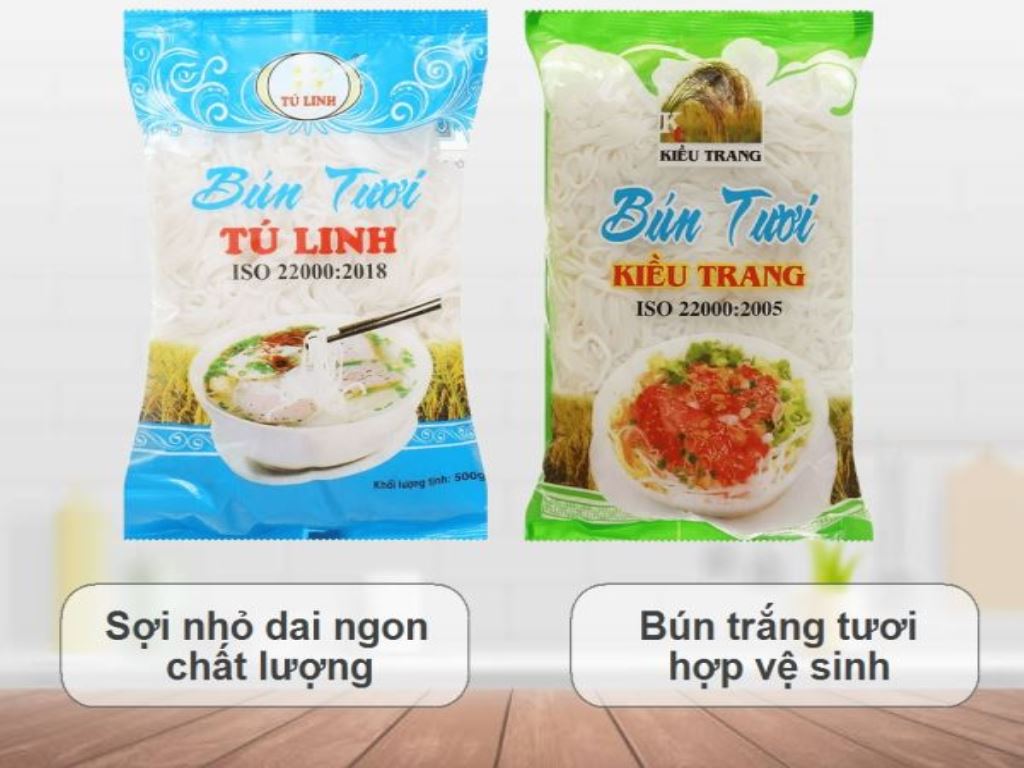 TÚ LINH
Bún Tươi
TÚ LINH
ISO 22000:2018
Khối lượng tịnh: 500g
KIỀU TRANG
Bún Tươi
KIỀU TRANG
ISO 22000:2005
Sợi nhỏ dai ngon
chất lượng
Bún trắng tươi
hợp vệ sinh